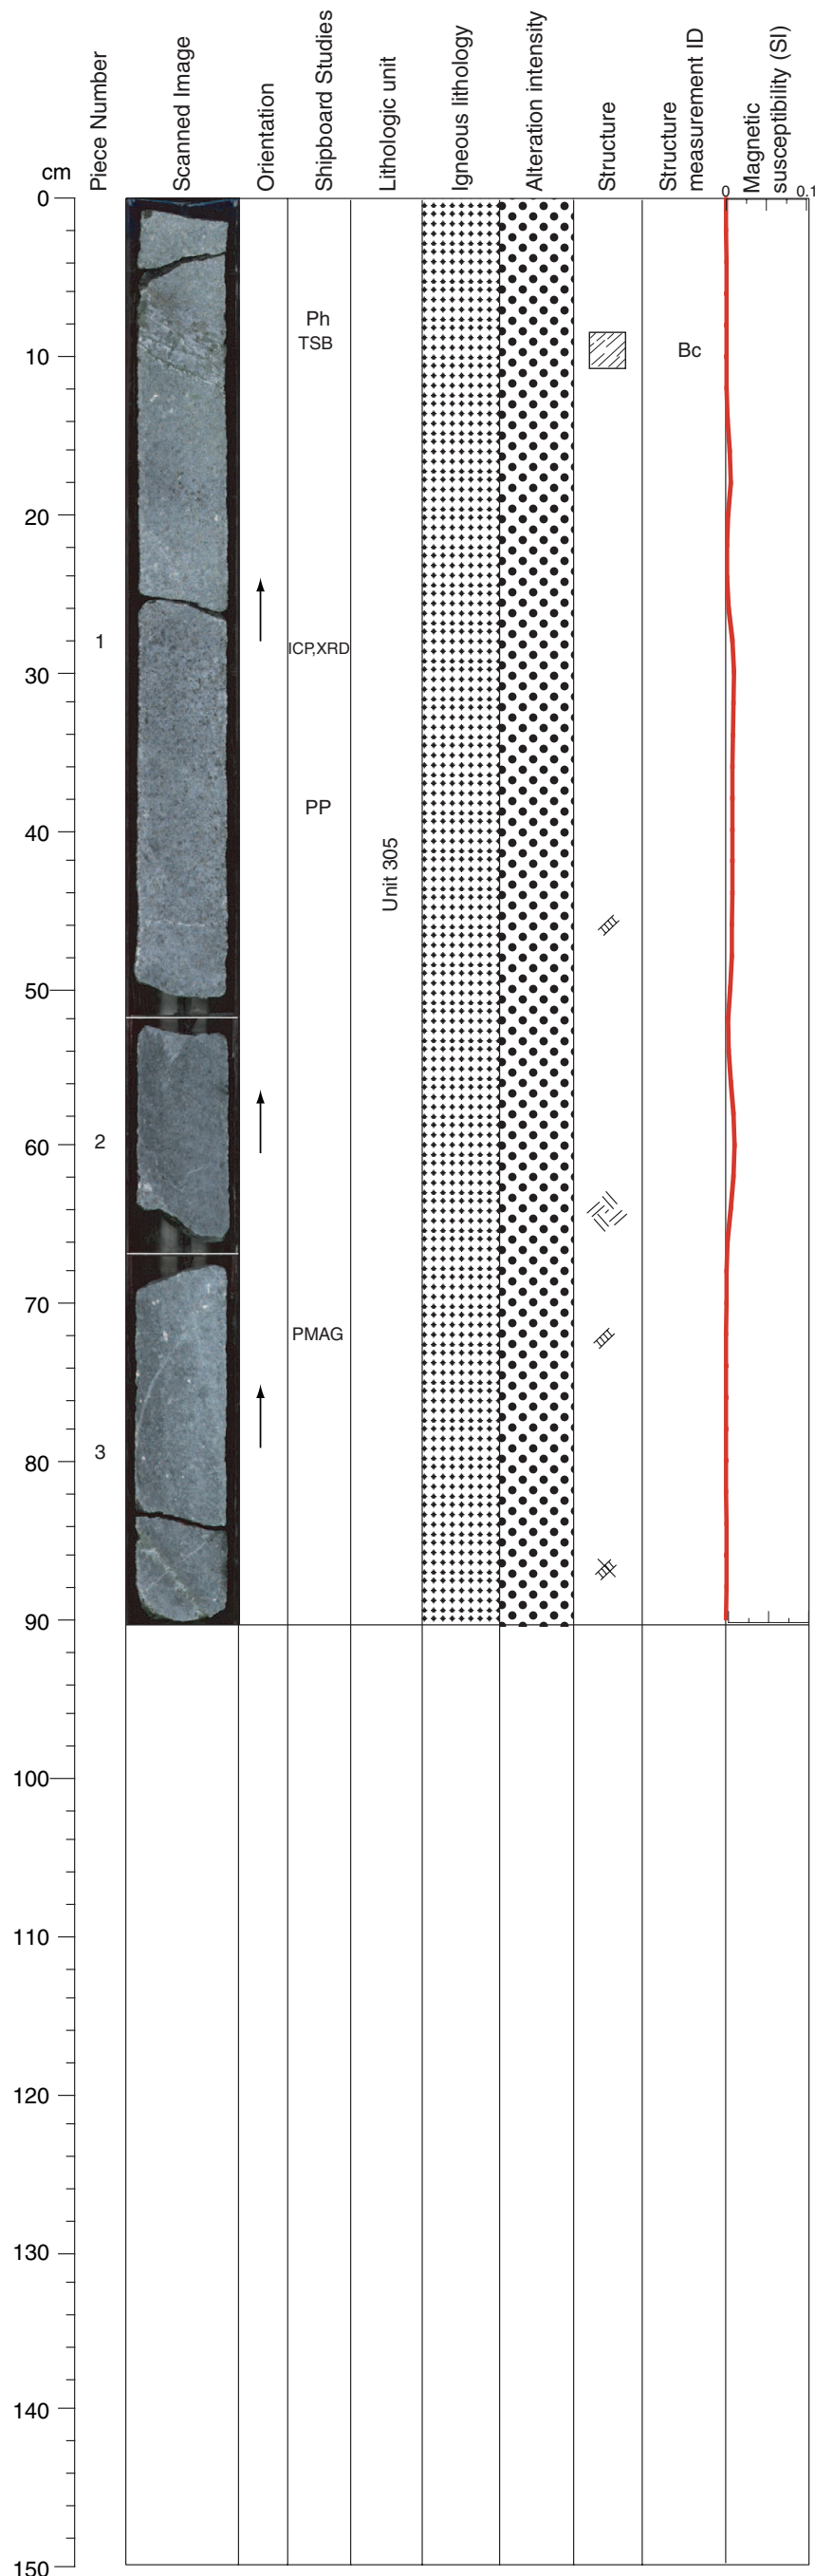 cm
Piece Number
Scanned Image
Orientation
Shipboard Studies
Lithologic unit
Igneous lithology
Alteration intensity
Structure
Structure
measurement ID
Magnetic
susceptibility (SI)
0
0.1
0
10
20
30
40
50
60
70
80
90
100
110
120
130
140
150
1
2
3
Ph
TSB
ICP,XRD
PP
PMAG
Unit 305
Bc